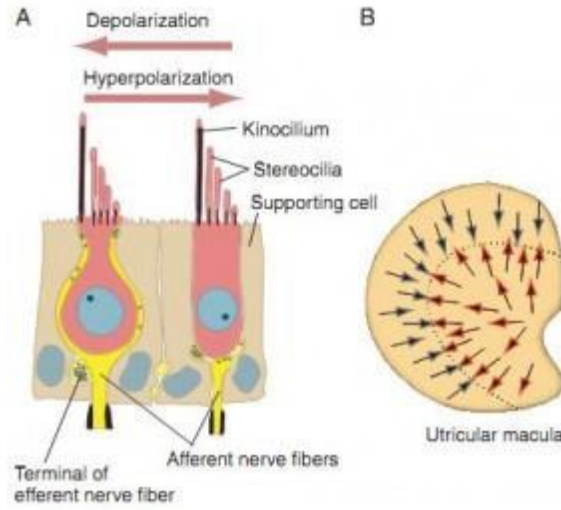 A
B
Depolarization
Hyperpolarization
Kinocilium
Stereocilia
Supporting cell
Utricular macula
Afferent nerve fibers
Terminal of
efferent nerve fiber